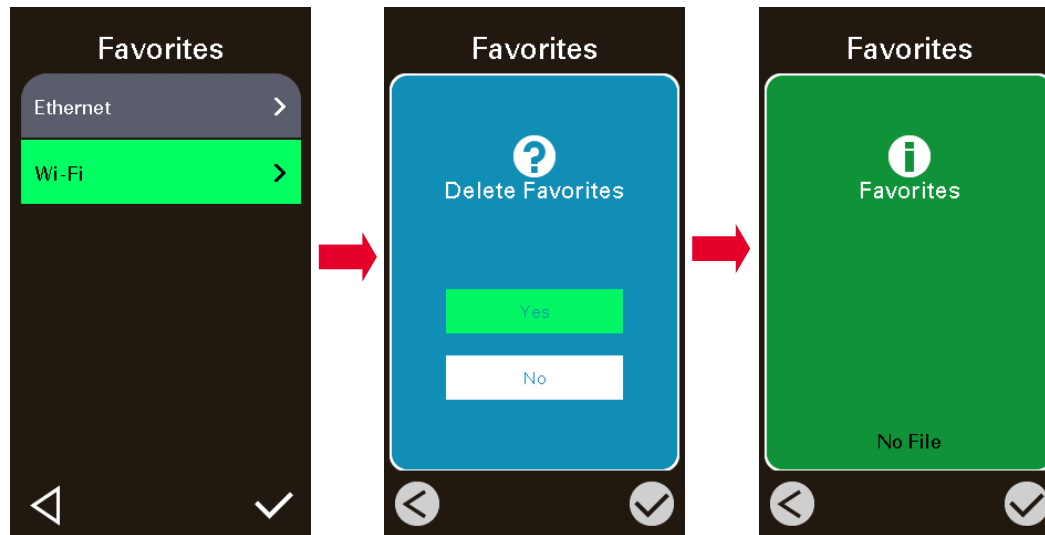 Favorites
Ethernet
Wi-Fi
Favorites
Delete Favorites
Yes
No
Favorites
Favorites
No File